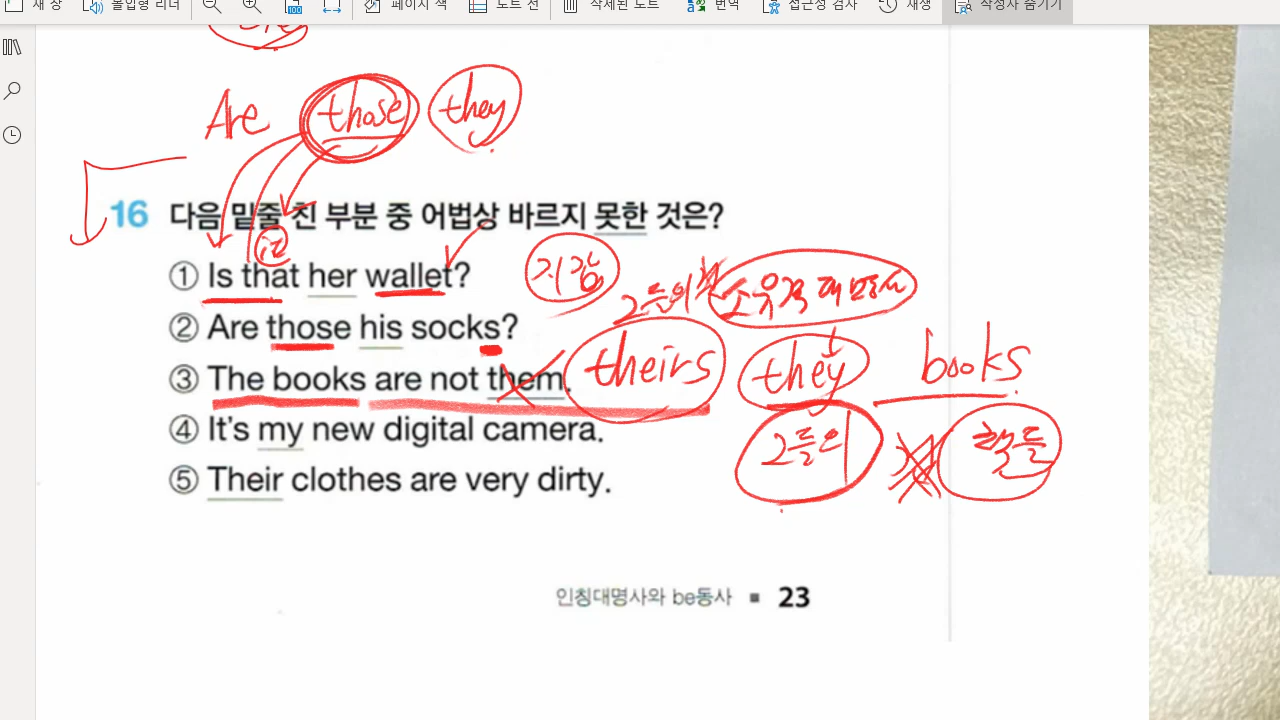 새 창 몰입형 리더 페이지 색 노트 선 삭제된 노트 번역 접근성 검사 재생 작성자 숨기기
Are those they
16 다음 밑줄 친 부분 중 어법상 바르지 못한 것은?
① Is that her wallet? 지갑
그들의 것 소유격 대명사
② Are those his socks?
③ The books are not them. theirs they books
그들의 책들
④ It's my new digital camera.
⑤ Their clothes are very dirty.
인칭대명사와 be동사 ■ 23